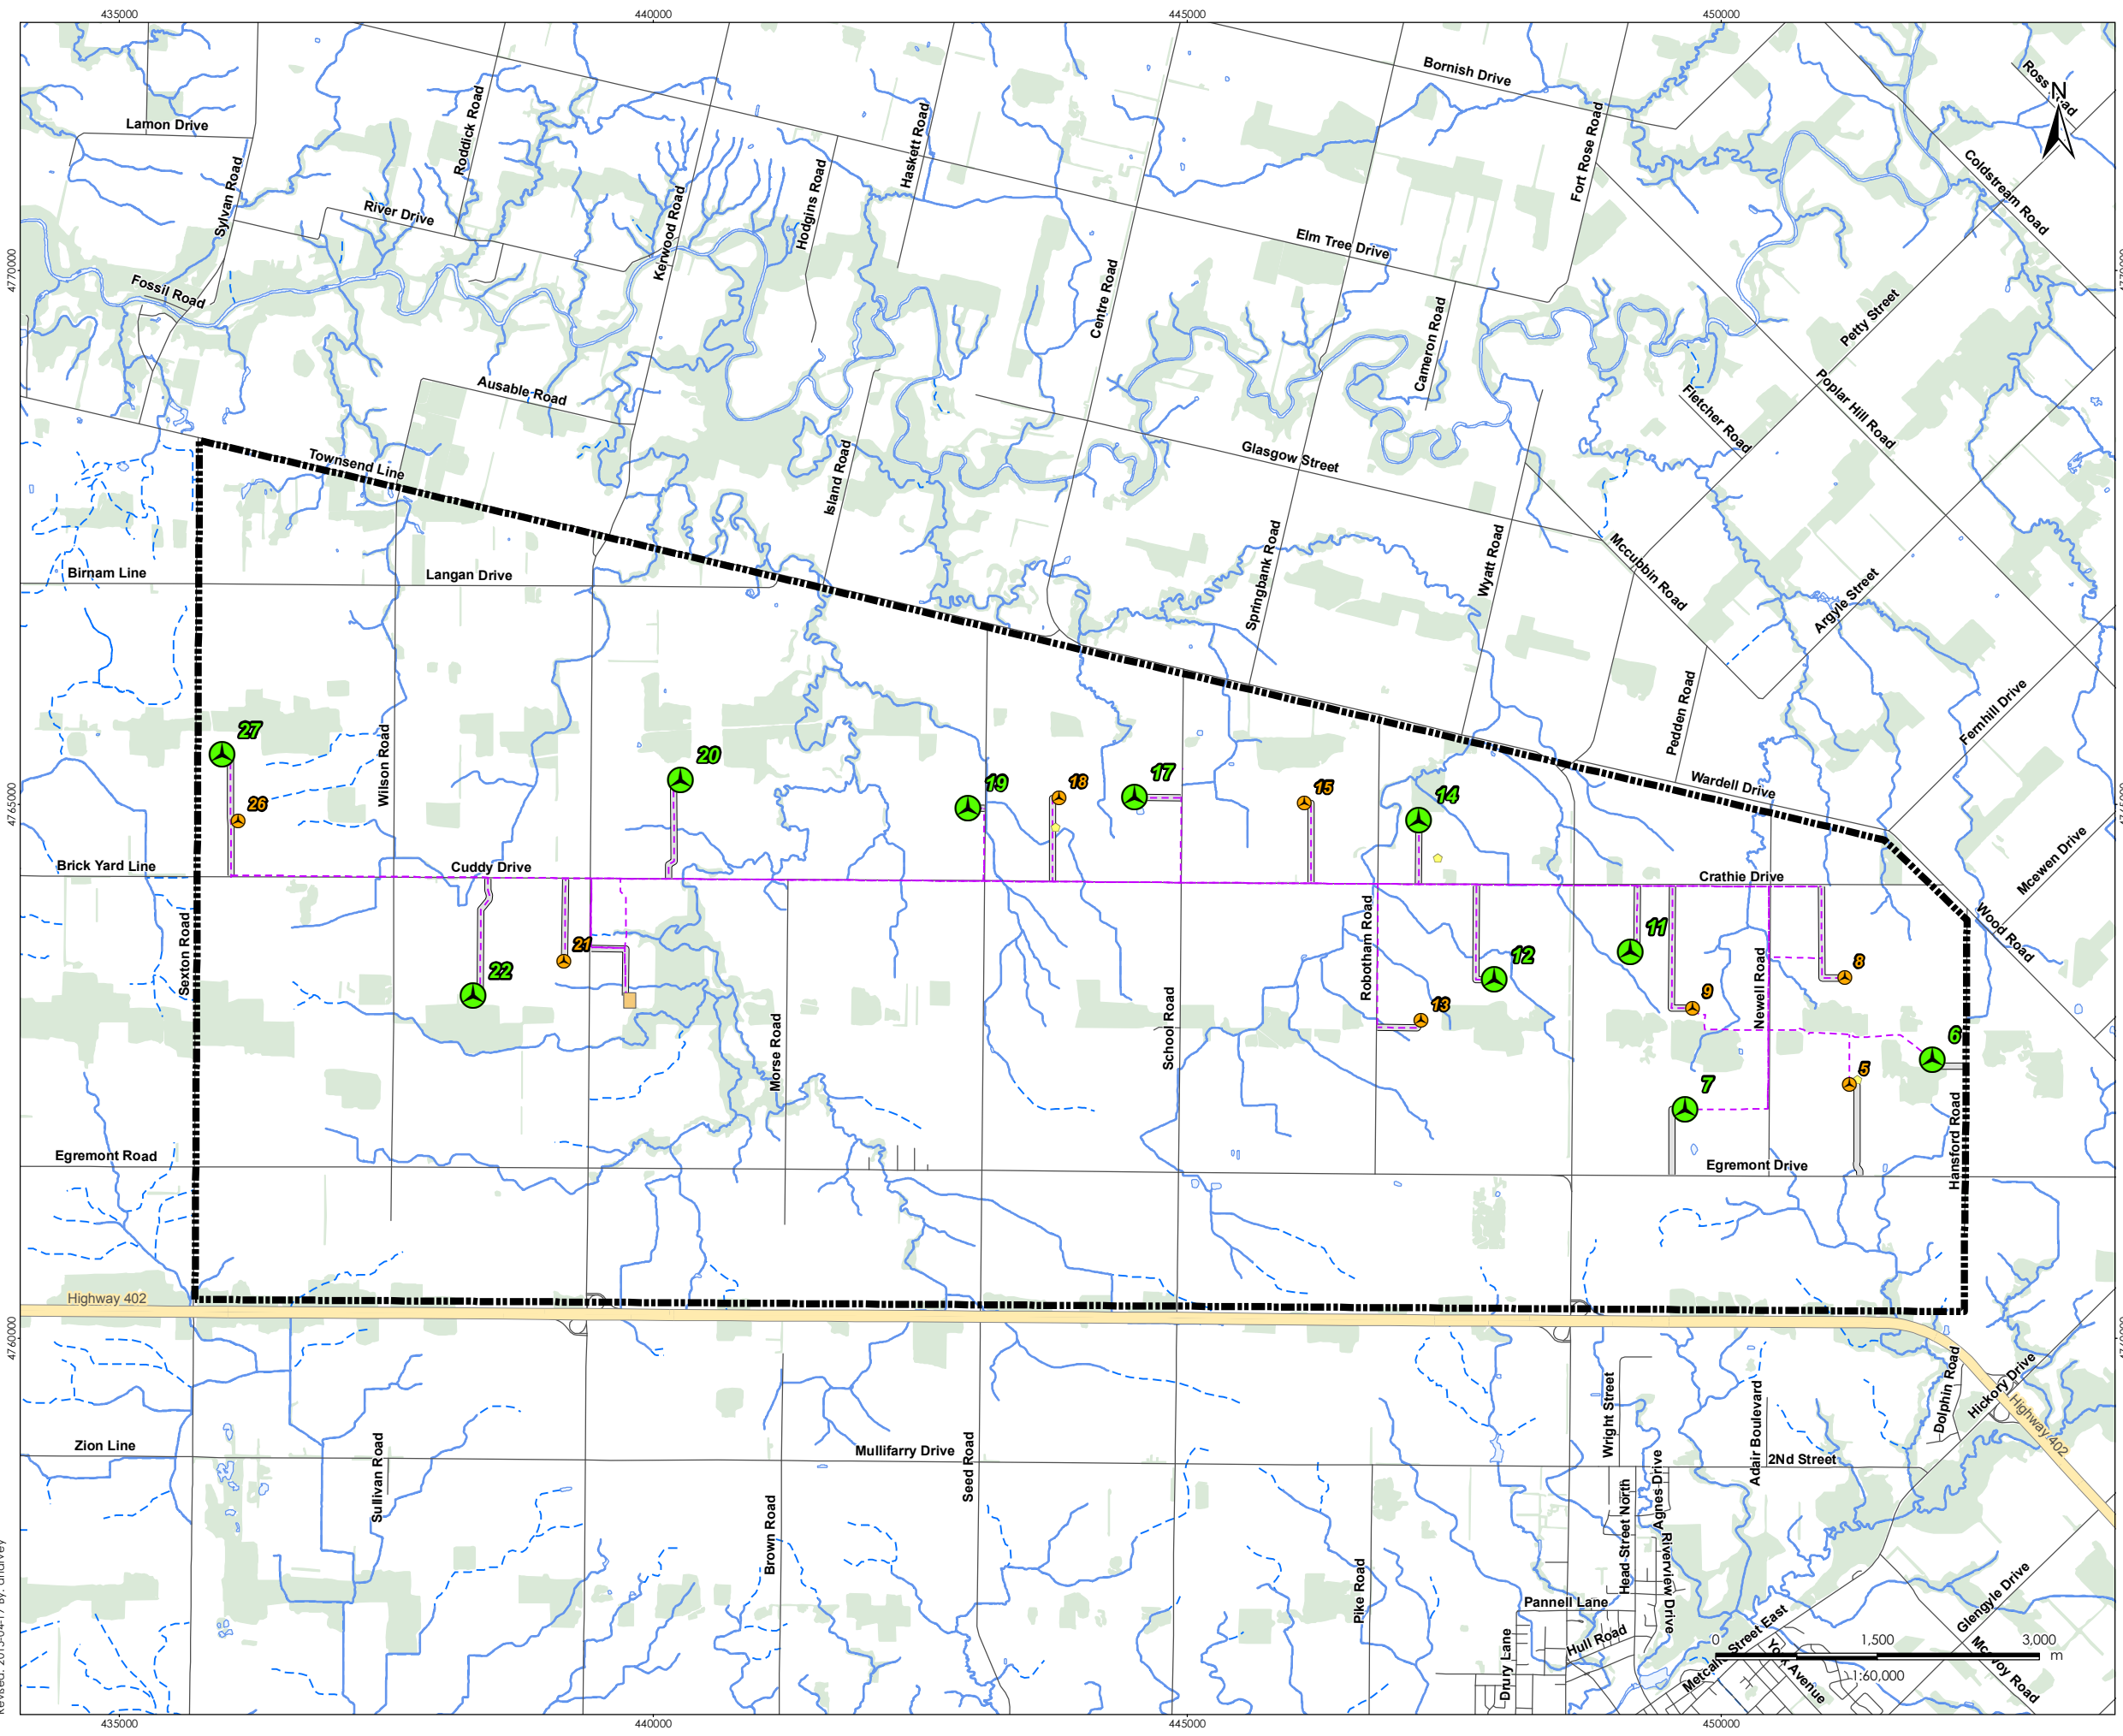 435000
440000
445000
450000
Bornish Drive
Ross Road
N
Lamon Drive
Roddick Road
Haskett Road
Fort Rose Road
Coldstream Road
Sylvan Road
River Drive
Kerwood Road
Hodgins Road
Elm Tree Drive
4770000
4770000
Fossil Road
Centre Road
Cameron Road
Petty Street
Ausable Road
Poplar Hill Road
Fletcher Road
Townsend Line
Island Road
Glasgow Street
Birnam Line
Langan Drive
Springbank Road
Wyatt Road
Mccubbin Road
Argyle Street
Peden Road
Fernhill Drive
27
20
Wilson Road
19
18
17
15
14
Wardell Drive
26
4765000
Mcewen Drive
Brick Yard Line
Cuddy Drive
Crathie Drive
Wood Road
Sexton Road
21
22
Robotham Road
12
11
8
9
13
Newell Road
6
School Road
Morse Road
5
7
Hansford Road
Egremont Road
Egremont Drive
Highway 402
4760000
Dolphin Road
Hickory Drive
Wright Street
Adair Boulevard
Highway 402
Zion Line
Sullivan Road
Mullifarry Drive
Seed Road
2Nd Street
Agnes Drive
Head Street North
Brown Road
Riverview Drive
Pike Road
Pannell Lane
Hull Road
Drury Lane
Metcalfe Street East
York Avenue
Glengyle Drive
Mcevoy Road
0
1,500
3,000
m
1:60,000
435000
440000
445000
450000